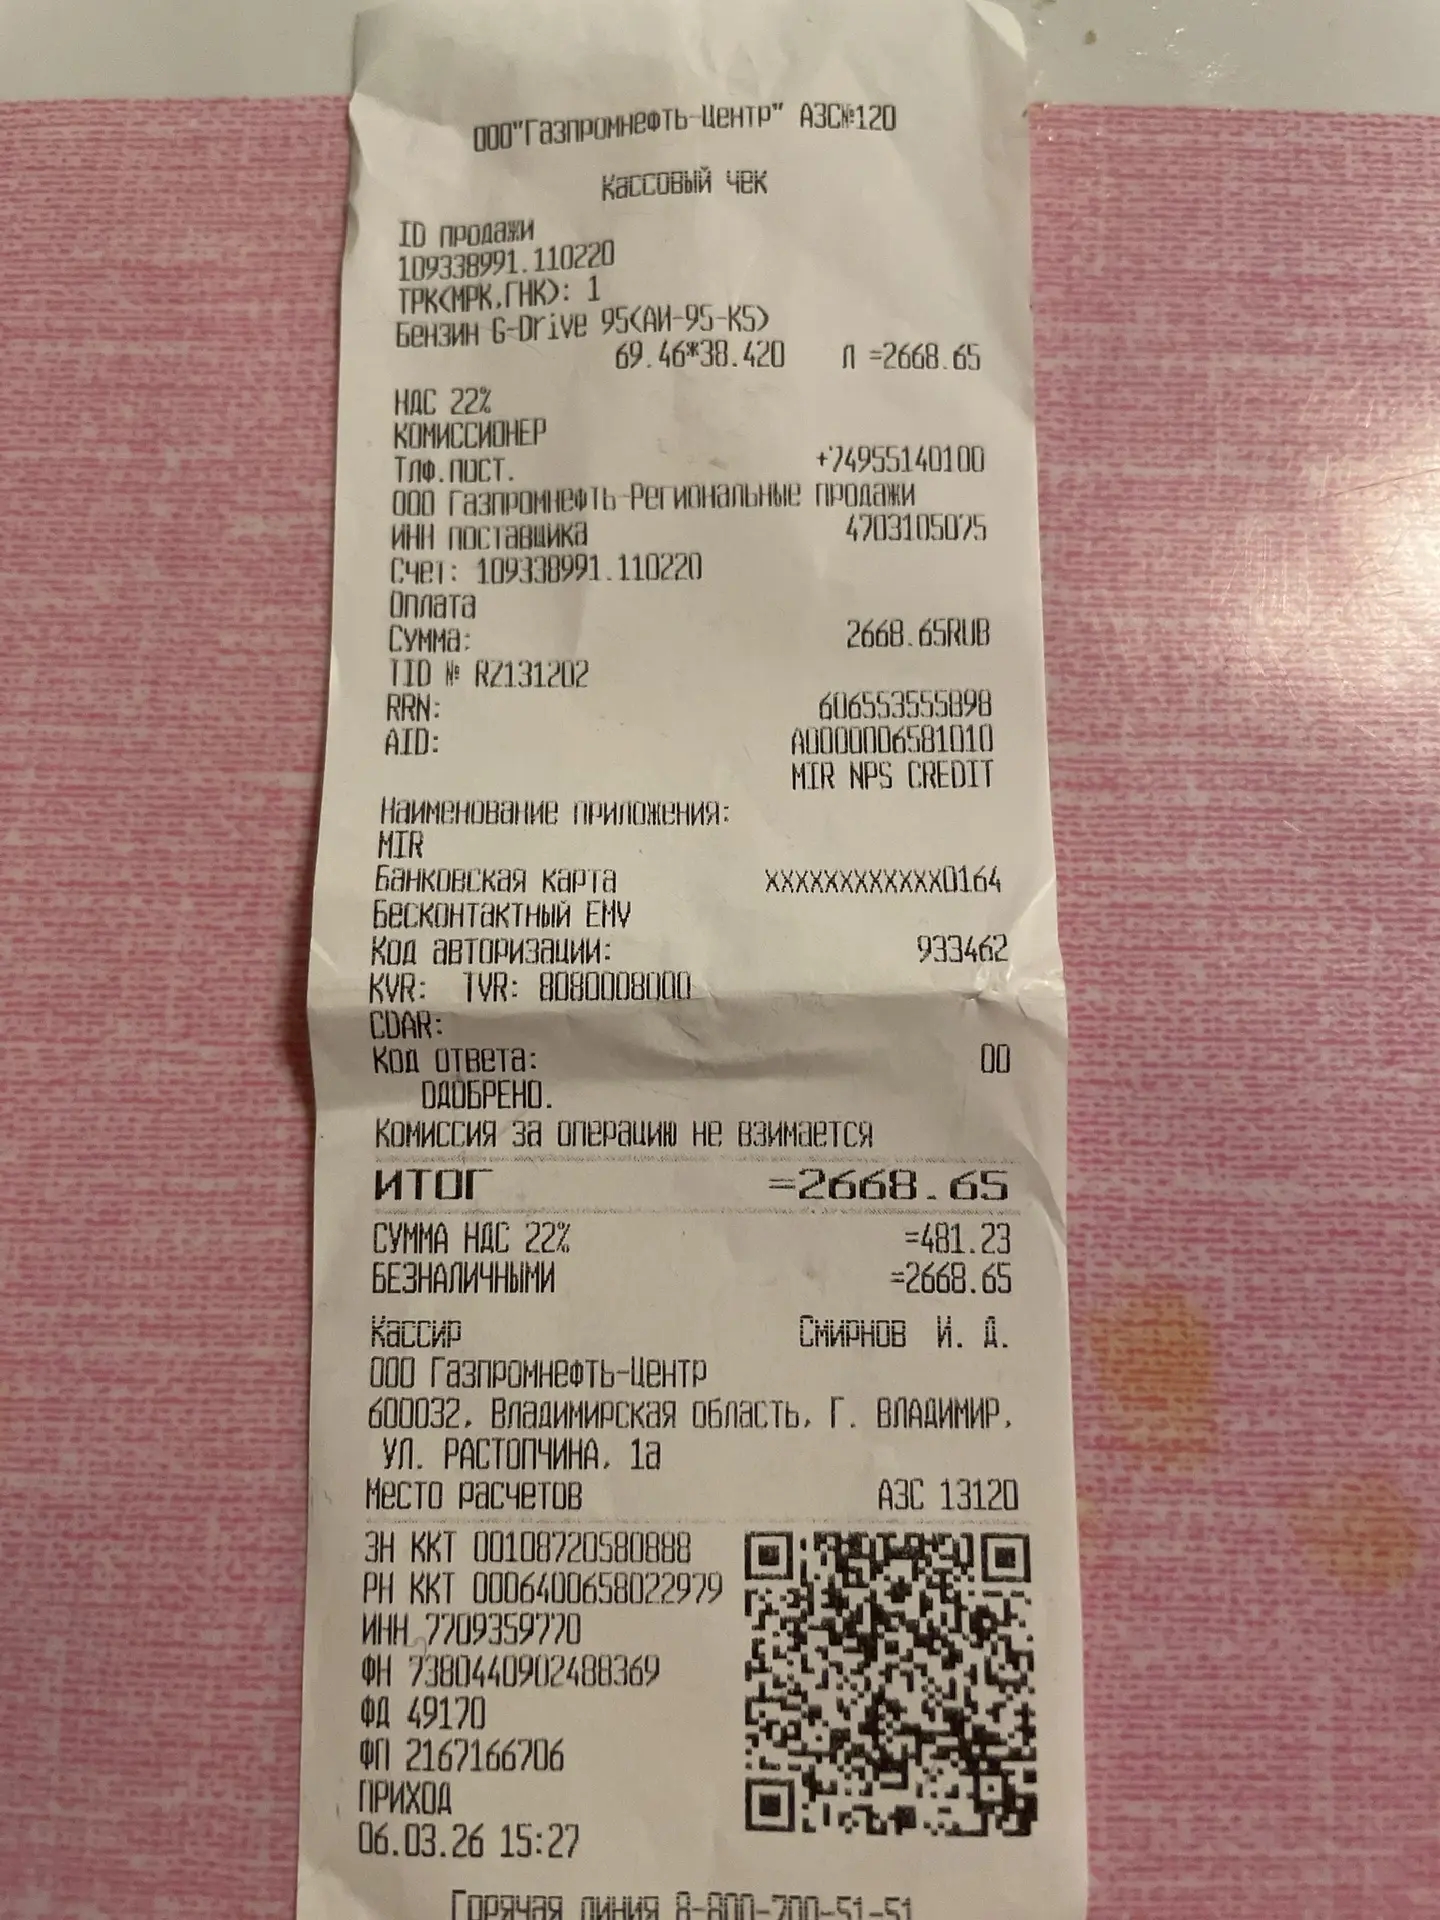 ООО"Газпромнефть-Центр" АЗС№120
Кассовый чек
ID продажи
109338991.110220
ТРК(МРК,ГНК): 1
Бензин G-Drive 95(АИ-95-К5)
69.46*38.420 Л =2668.65
НДС 22%
КОМИССИОНЕР
Тлф.пост. +74955140100
ООО Газпромнефть-Региональные продажи
ИНН поставщика 4703105075
Счет: 109338991.110220
Оплата
Сумма: 2668.65RUB
TID № RZ131202
RRN: 606553555898
AID: A0000006581010
MIR NPS CREDIT
Наименование приложения:
MIR
Банковская карта XXXXXXXXXXXX0164
Бесконтактный EMV
Код авторизации: 933462
KVR: TVR: 8080008000
CDAR:
Код ответа: 00
ОДОБРЕНО.
Комиссия за операцию не взимается
ИТОГ =2668.65
СУММА НДС 22% =481.23
БЕЗНАЛИЧНЫМИ =2668.65
Кассир Смирнов И. Д.
ООО Газпромнефть-Центр
600032, Владимирская область, Г. ВЛАДИМИР,
УЛ. РАСТОПЧИНА, 1а
Место расчетов АЗС 13120
ЗН ККТ 00108720580888
РН ККТ 0006400658022979
ИНН 7709359770
ФН 7380440902488369
ФД 49170
ФП 2167166706
ПРИХОД
06.03.26 15:27
Горячая линия 8-800-700-51-51